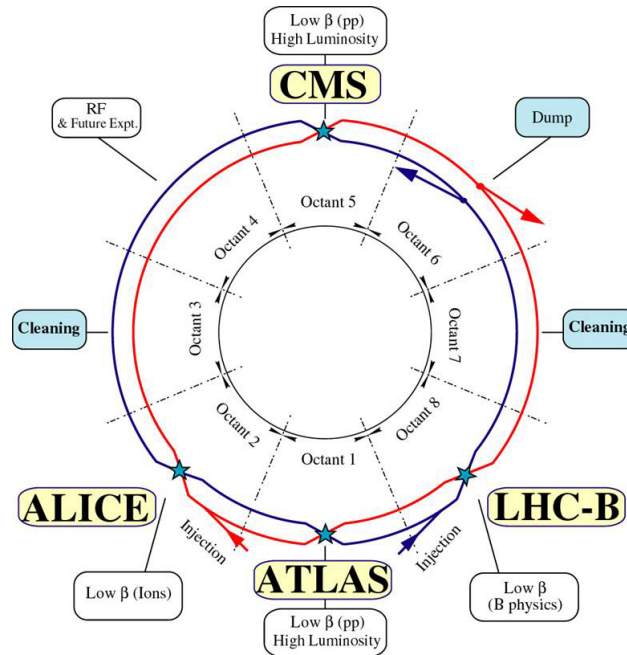 Low β (pp)
High Luminosity
CMS
RF
& Future Expt.
Dump
Octant 5
Octant 4
Octant 6
Octant 3
Octant 7
Cleaning
Cleaning
Octant 2
Octant 8
Octant 1
ALICE
LHC-B
Injection
Injection
ATLAS
Low β (Ions)
Low β
(B physics)
Low β (pp)
High Luminosity